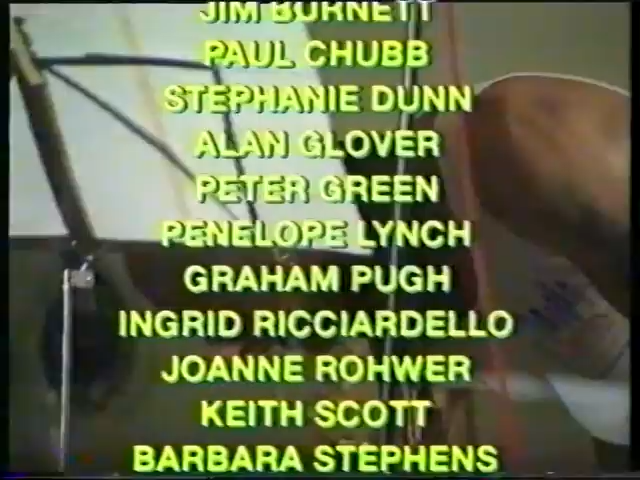 JIM BURNETT
PAUL CHUBB
STEPHANIE DUNN
ALAN GLOVER
PETER GREEN
PENELOPE LYNCH
GRAHAM PUGH
INGRID RICCIARDELLO
JOANNE ROHWER
KEITH SCOTT
BARBARA STEPHENS